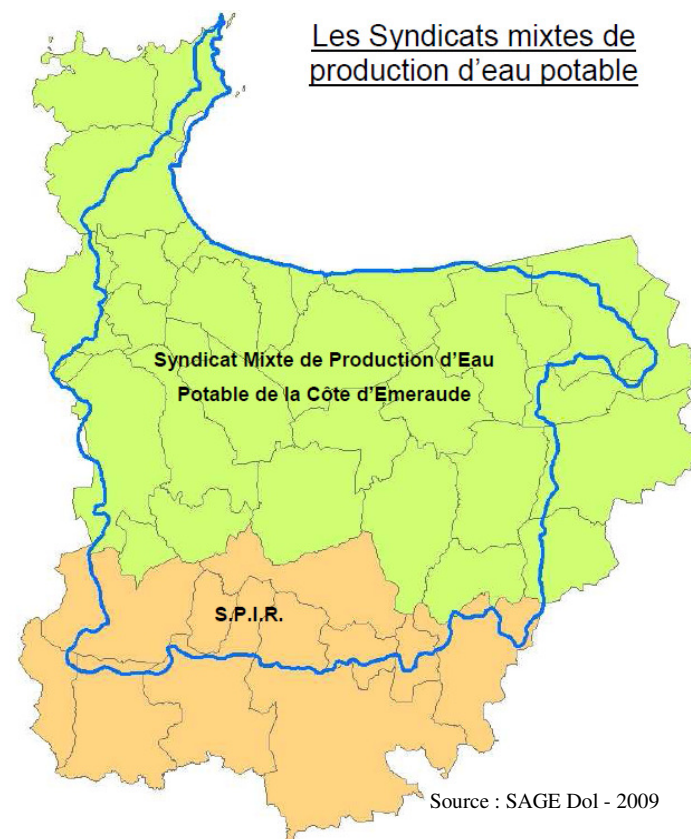 Les Syndicats mixtes de
production d'eau potable
Syndicat Mixte de Production d'Eau
Potable de la Côte d'Emeraude
S.P.I.R.
Source : SAGE Dol - 2009